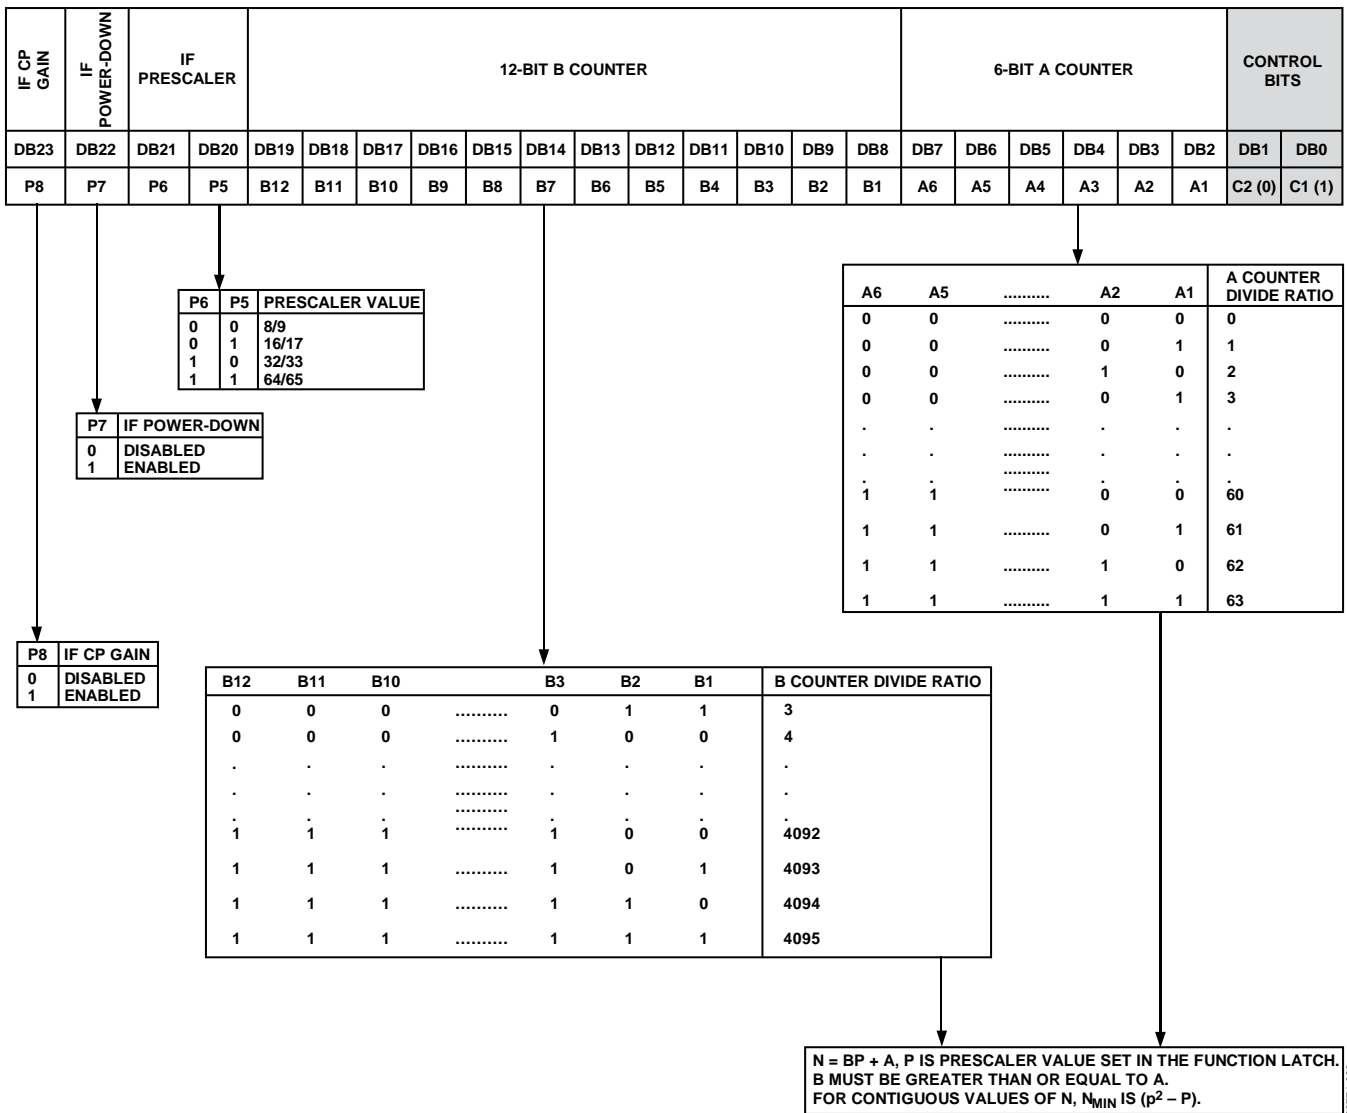 IF CP GAIN
IF POWER-DOWN
IF PRESCALER
12-BIT B COUNTER
6-BIT A COUNTER
CONTROL BITS
DB23 DB22 DB21 DB20 DB19 DB18 DB17 DB16 DB15 DB14 DB13 DB12 DB11 DB10 DB9 DB8 DB7 DB6 DB5 DB4 DB3 DB2 DB1 DB0
P8 P7 P6 P5 B12 B11 B10 B9 B8 B7 B6 B5 B4 B3 B2 B1 A6 A5 A4 A3 A2 A1 C2 (0) C1 (1)
P6 P5 PRESCALER VALUE
0 0 8/9
0 1 16/17
1 0 32/33
1 1 64/65
P7 IF POWER-DOWN
0 DISABLED
1 ENABLED
A6 A5 .......... A2 A1 A COUNTER DIVIDE RATIO
0 0 .......... 0 0 0
0 0 .......... 0 1 1
0 0 .......... 1 0 2
0 0 .......... 0 1 3
. . .......... . . .
. . .......... . . .
. . .......... . . .
1 1 .......... 0 0 60
1 1 .......... 0 1 61
1 1 .......... 1 0 62
1 1 .......... 1 1 63
P8 IF CP GAIN
0 DISABLED
1 ENABLED
B12 B11 B10 B3 B2 B1 B COUNTER DIVIDE RATIO
0 0 0 .......... 0 1 1 3
0 0 0 .......... 1 0 0 4
. . . .......... . . . .
. . . .......... . . . .
. . . .......... . . . .
1 1 1 .......... 1 0 0 4092
1 1 1 .......... 1 0 1 4093
1 1 1 .......... 1 1 0 4094
1 1 1 .......... 1 1 1 4095
N = BP + A, P IS PRESCALER VALUE SET IN THE FUNCTION LATCH.
B MUST BE GREATER THAN OR EQUAL TO A.
FOR CONTIGUOUS VALUES OF N, N<sub>MIN</sub> IS (p² – P).